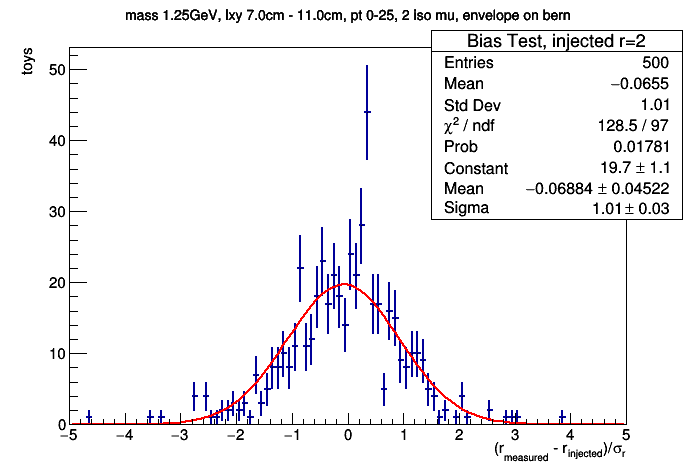 mass 1.25GeV, lxy 7.0cm - 11.0cm, pt 0-25, 2 Iso mu, envelope on bern
Bias Test, injected r=2
Entries 500
Mean −0.0655
Std Dev 1.01
χ² / ndf 128.5 / 97
Prob 0.01781
Constant 19.7 ± 1.1
Mean −0.06884 ± 0.04522
Sigma 1.01 ± 0.03
toys
50
40
30
20
10
0
−5 −4 −3 −2 −1 0 1 2 3 4 5
(r_measured - r_injected)/σ_r